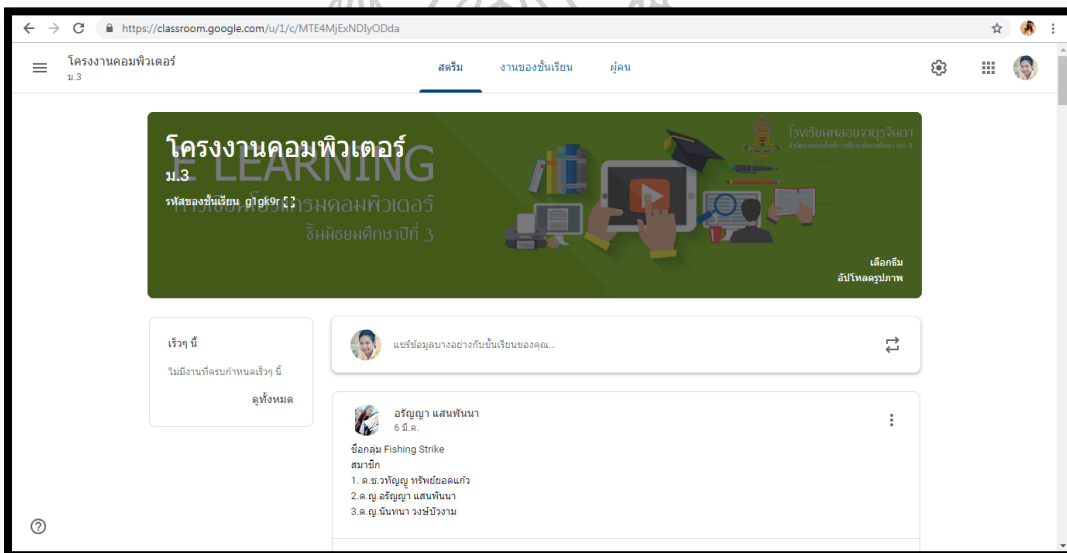 https://classroom.google.com/u/1/c/MTE4MjExNDIyODda
โครงงานคอมพิวเตอร์
ม.3
สตรีม
งานของชั้นเรียน
ผู้คน
โครงงานคอมพิวเตอร์
ม.3
รหัสของชั้นเรียน g1gk9r
E LEARNING
ชั้นมัธยมศึกษาปีที่ 3
เลือกธีม
อัปโหลดรูปภาพ
เร็วๆ นี้
ไม่มีงานที่ครบกำหนดเร็วๆ นี้
ดูทั้งหมด
แชร์ข้อมูลบางอย่างกับชั้นเรียนของคุณ...
อรัญญา แสนพันนา
6 มี.ค.
ชื่อกลุ่ม Fishing Strike
สมาชิก
1. ด.ช.วทัญญู ทรัพย์ยอดแก้ว
2.ด.ญ.อรัญญา แสนพันนา
3.ด.ญ.นันทนา วงษ์บัวงาม